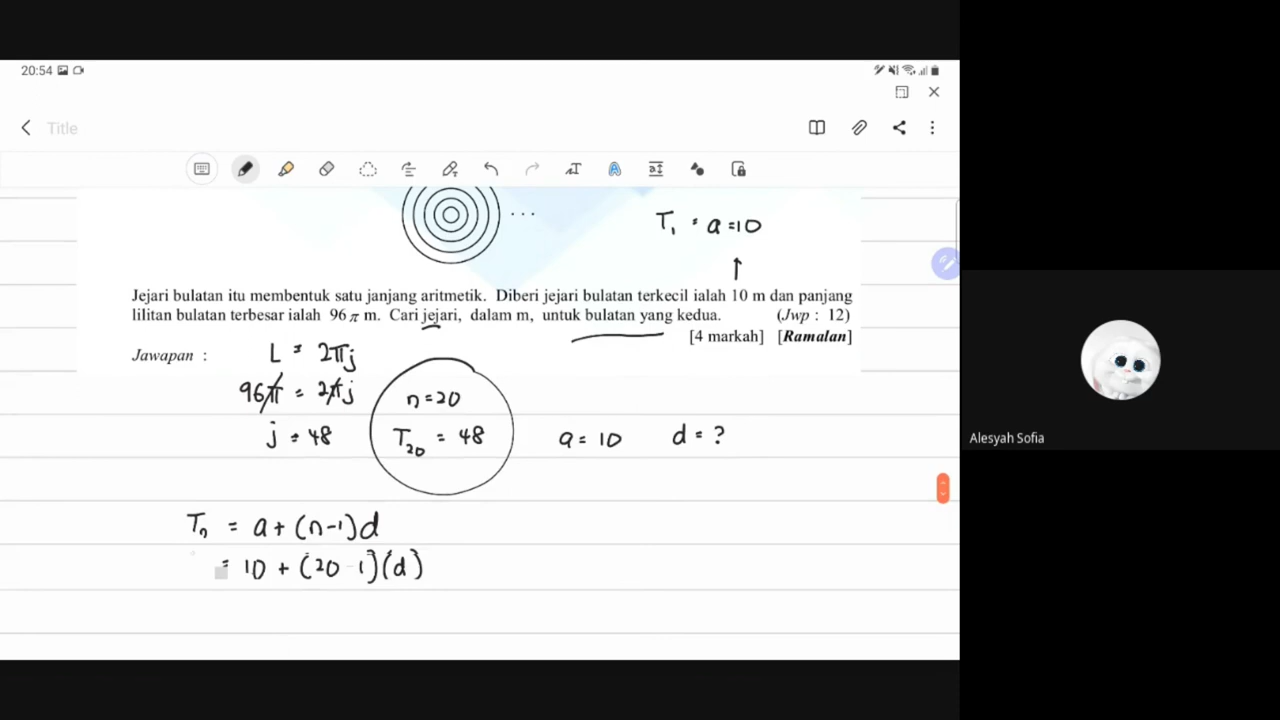 20:54
Title
T₁ = a = 10
Jejari bulatan itu membentuk satu janjang aritmetik. Diberi jejari bulatan terkecil ialah 10 m dan panjang
lilitan bulatan terbesar ialah 96 π m. Cari jejari, dalam m, untuk bulatan yang kedua. (Jwp : 12)
[4 markah] [Ramalan]
Jawapan :
L = 2πj
96π = 2πj
j = 48
n=20
T₂₀ = 48
a = 10
d = ?
Tₙ = a + (n-1)d
= 10 + (20-1)(d)
Alesyah Sofia